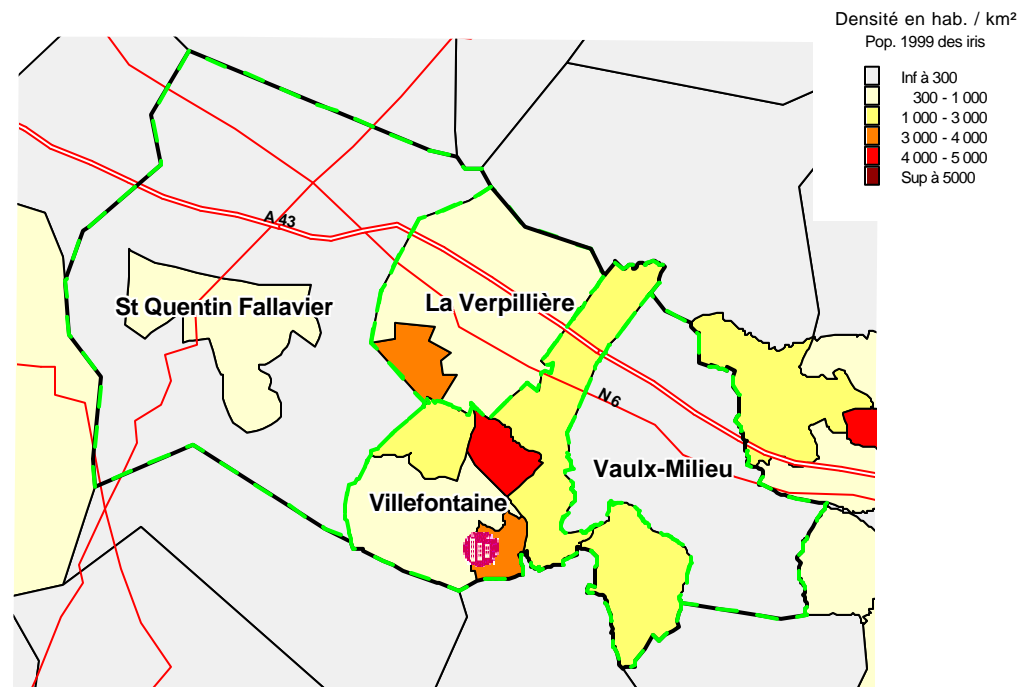 Densité en hab. / km²
Pop. 1999 des iris
Inf à 300
300 - 1 000
1 000 - 3 000
3 000 - 4 000
4 000 - 5 000
Sup à 5000
A 43
St Quentin Fallavier
La Verpillière
N 6
Vaulx-Milieu
Villefontaine